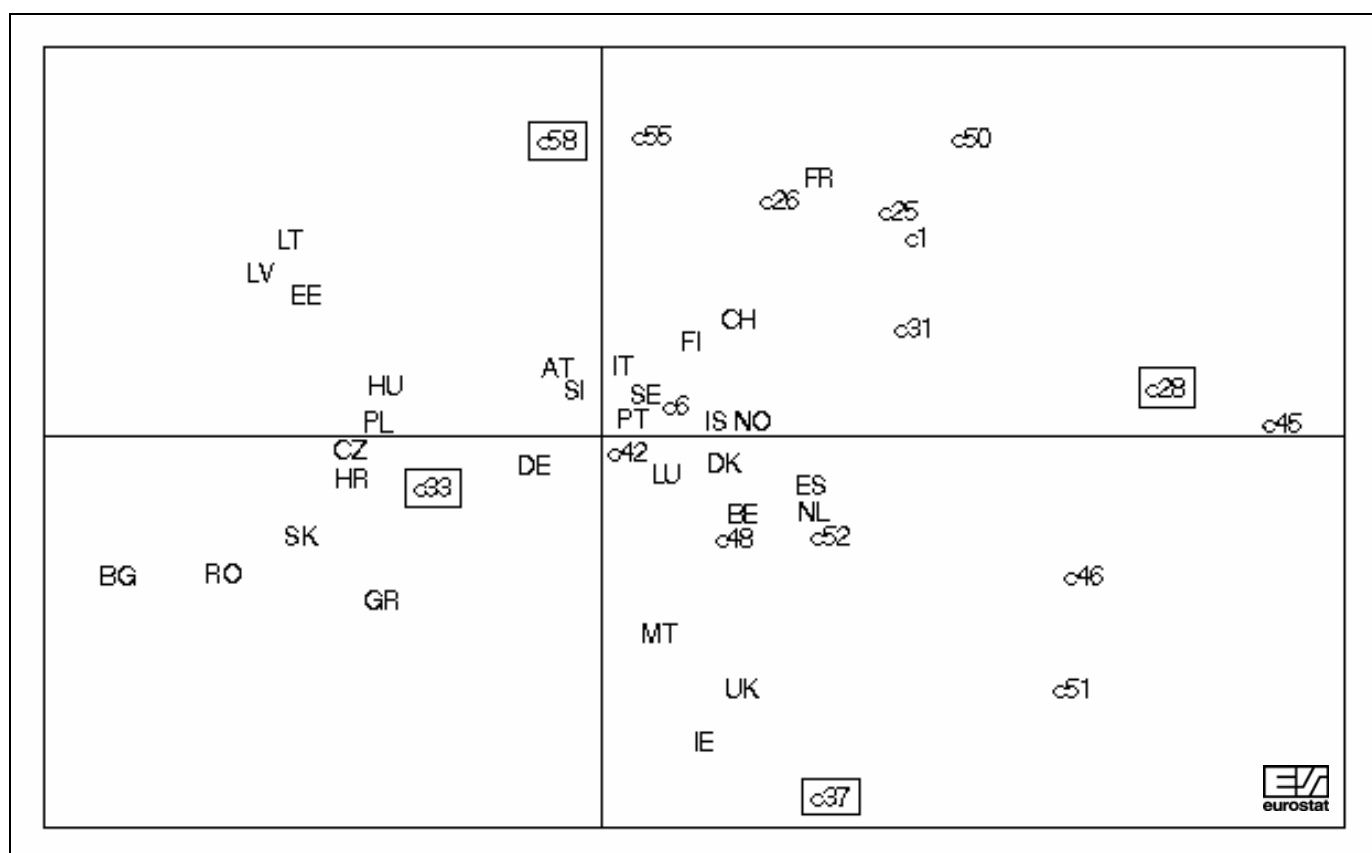 c58 c55 c50
FR
c26 c25
LT c1
LV
EE
CH c31
FI
AT IT
HU SI c28
SE c6
PL PT IS NO c45
CZ c42
HR DE LU DK
c33 ES
BE NL
SK c48 c52
BG RO c46
GR
MT
UK c51
IE
c37
eurostat